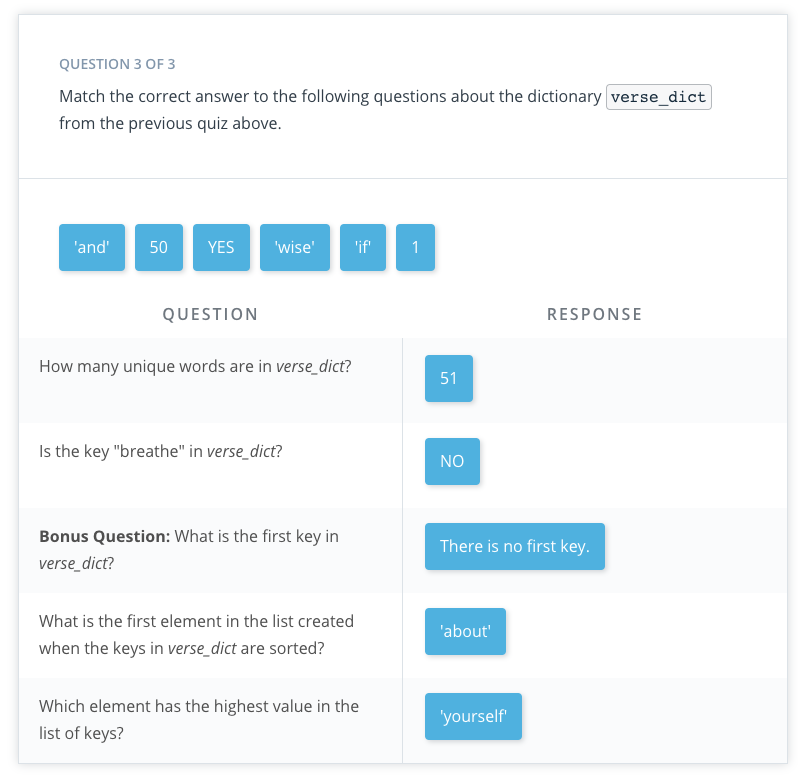 QUESTION 3 OF 3
Match the correct answer to the following questions about the dictionary verse_dict
from the previous quiz above.
'and' 50 YES 'wise' 'if' 1
QUESTION RESPONSE
How many unique words are in verse_dict?
51
Is the key "breathe" in verse_dict?
NO
Bonus Question: What is the first key in
verse_dict?
There is no first key.
What is the first element in the list created
when the keys in verse_dict are sorted?
'about'
Which element has the highest value in the
list of keys?
'yourself'